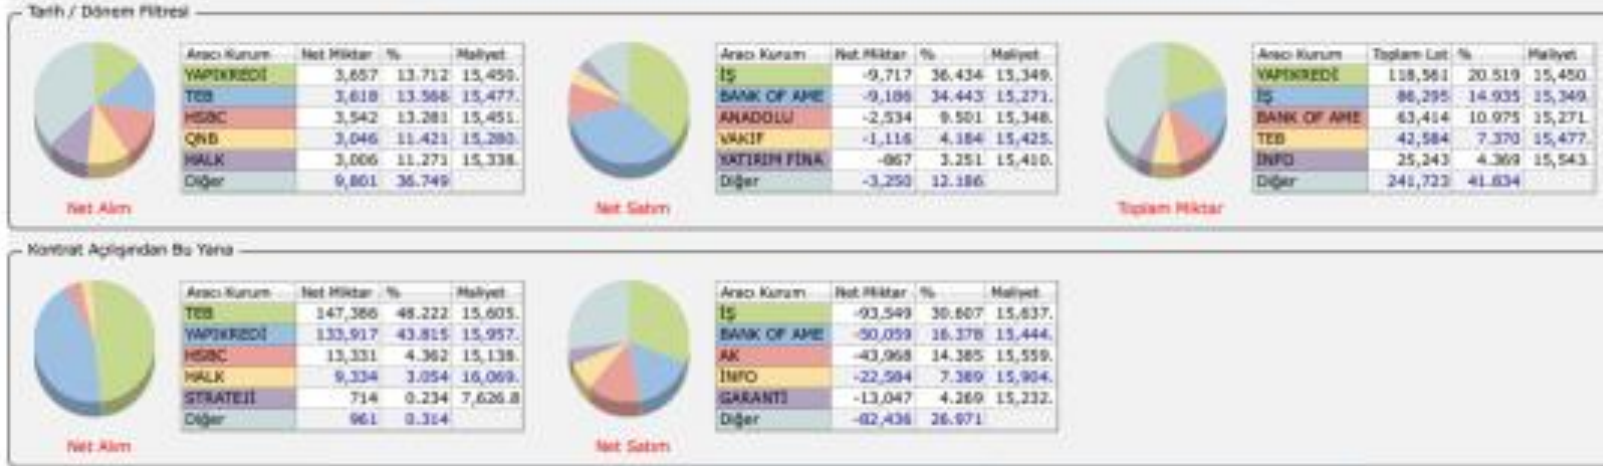 Tarih / Dönem Filtresi
Aracı Kurum Net Miktar % Maliyet
YAPIKREDİ 3,657 13.712 15,450.
TEB 3,618 13.566 15,477.
HSBC 3,542 13.281 15,451.
QNB 3,046 11.421 15,280.
HALK 3,006 11.271 15,338.
Diğer 9,801 36.749
Net Alım
Aracı Kurum Net Miktar % Maliyet
İŞ -9,717 36.434 15,349.
BANK OF AME -9,186 34.443 15,271.
ANADOLU -2,534 9.501 15,348.
VAKIF -1,116 4.184 15,425.
YATIRIM FİNA -867 3.251 15,410.
Diğer -3,250 12.186
Net Satım
Aracı Kurum Toplam Lot % Maliyet
YAPIKREDİ 118,561 20.519 15,450.
İŞ 86,295 14.935 15,349.
BANK OF AME 63,414 10.975 15,271.
TEB 42,584 7.370 15,477.
İNFO 25,243 4.369 15,543.
Diğer 241,723 41.834
Toplam Miktar
Kontrat Açılışından Bu Yana
Aracı Kurum Net Miktar % Maliyet
TEB 147,386 48.222 15,605.
YAPIKREDİ 133,917 43.815 15,957.
HSBC 13,331 4.362 15,138.
HALK 9,334 3.054 16,069.
STRATEJİ 714 0.234 7,626.8
Diğer 961 0.314
Net Alım
Aracı Kurum Net Miktar % Maliyet
İŞ -93,549 30.607 15,637.
BANK OF AME -50,059 16.378 15,444.
AK -43,968 14.385 15,559.
İNFO -22,584 7.389 15,904.
GARANTİ -13,047 4.269 15,232.
Diğer -82,436 26.971
Net Satım